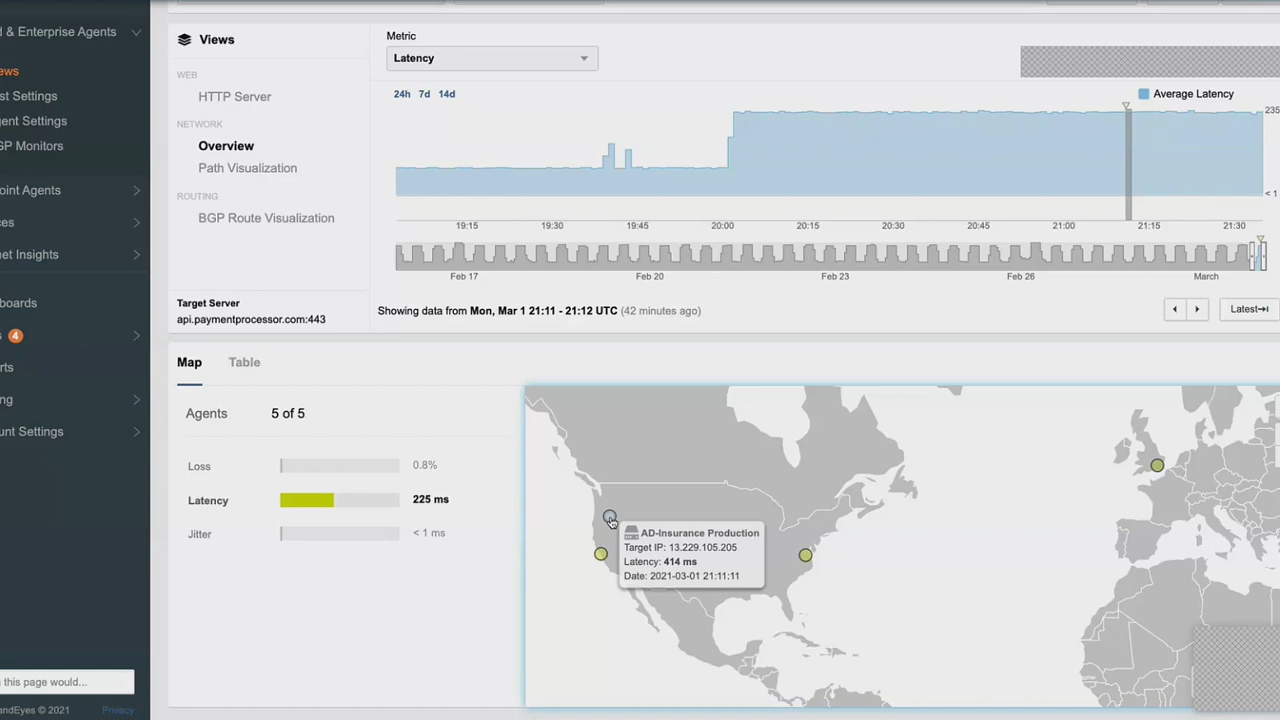 d & Enterprise Agents
ews
st Settings
gent Settings
GP Monitors
oint Agents
ces
net Insights
boards
s 4
rts
ng
unt Settings
g this page would...
andEyes © 2021 Privacy
Views
WEB
HTTP Server
NETWORK
Overview
Path Visualization
ROUTING
BGP Route Visualization
Target Server
api.paymentprocessor.com:443
Metric
Latency
24h 7d 14d
Average Latency
235
< 1
19:15 19:30 19:45 20:00 20:15 20:30 20:45 21:00 21:15 21:30
Feb 17 Feb 20 Feb 23 Feb 26 March
Showing data from Mon, Mar 1 21:11 - 21:12 UTC (42 minutes ago)
Latest
Map Table
Agents 5 of 5
Loss 0.8%
Latency 225 ms
Jitter < 1 ms
AD-Insurance Production
Target IP: 13.229.105.205
Latency: 414 ms
Date: 2021-03-01 21:11:11